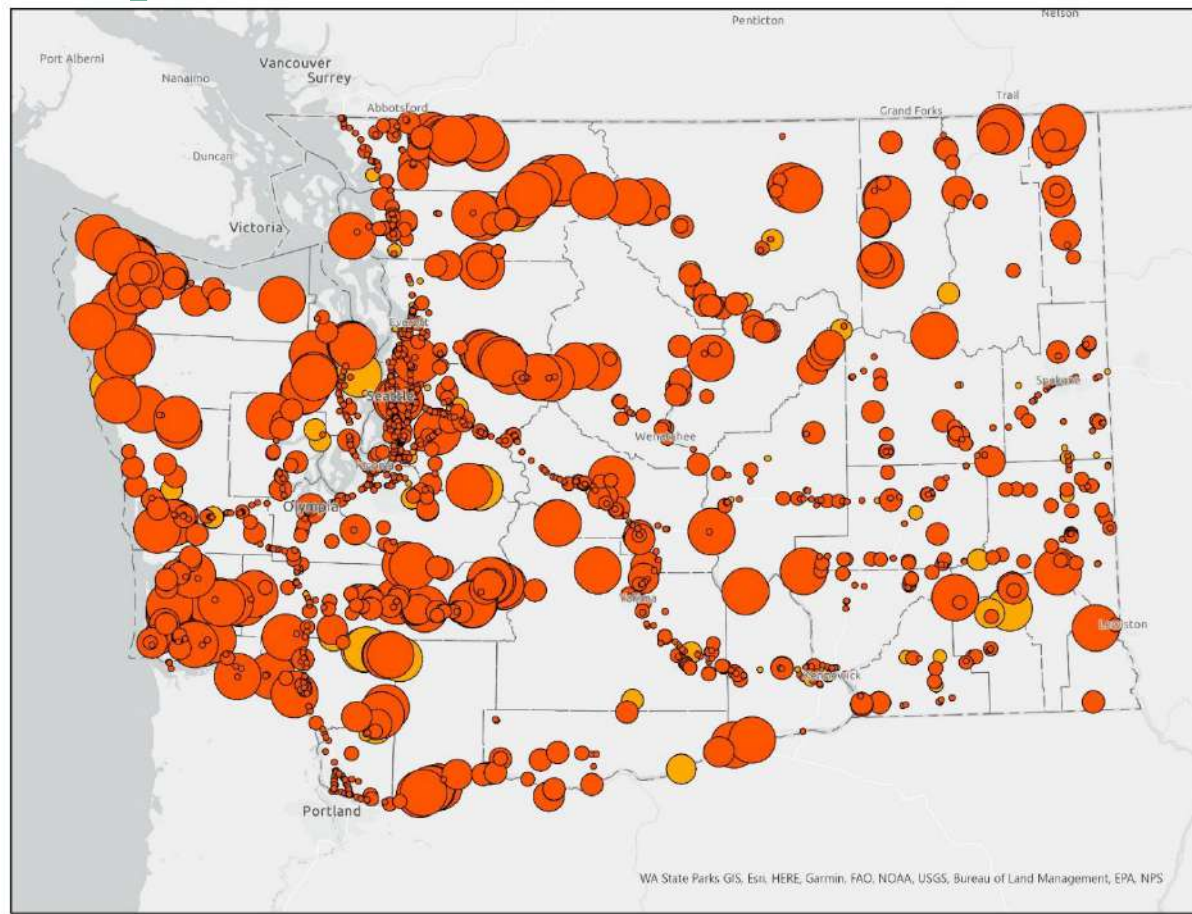 Nelson
Penticton
Port Alberni
Vancouver
Surrey
Nanaimo
Trail
Abbotsford
Grand Forks
Duncan
Victoria
Everett
Seattle
Spokane
Wenatchee
Olympia
Yakima
Lewiston
Kennewick
Portland
WA State Parks GIS, Esri, HERE, Garmin, FAO, NOAA, USGS, Bureau of Land Management, EPA, NPS